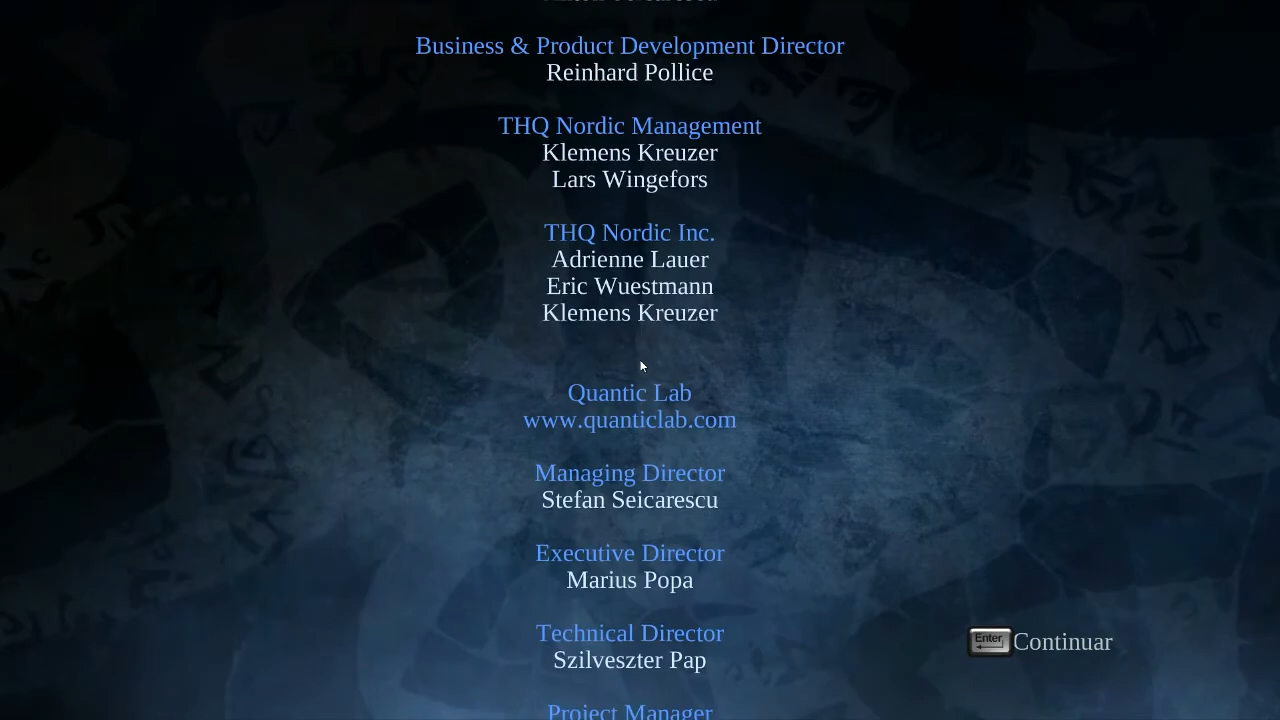 Business & Product Development Director
Reinhard Pollice
THQ Nordic Management
Klemens Kreuzer
Lars Wingefors
THQ Nordic Inc.
Adrienne Lauer
Eric Wuestmann
Klemens Kreuzer
Quantic Lab
www.quanticlab.com
Managing Director
Stefan Seicarescu
Executive Director
Marius Popa
Technical Director
Szilveszter Pap
Enter Continuar
Project Manager